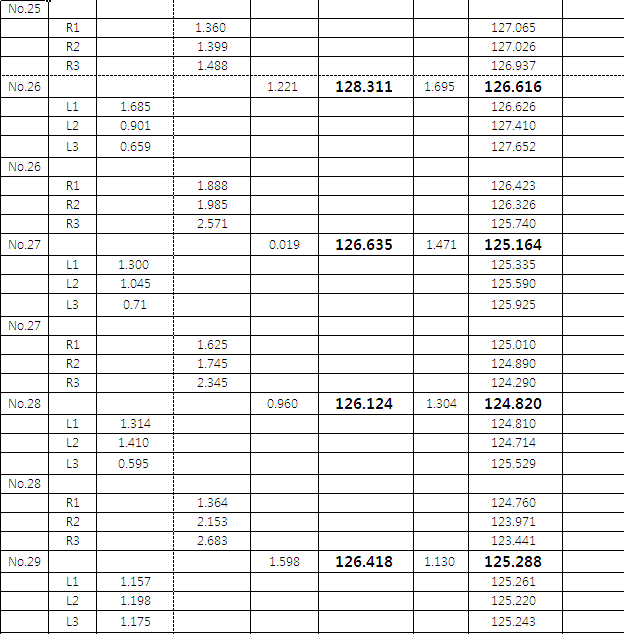 No.25
R1 1.360 127.065
R2 1.399 127.026
R3 1.488 126.937
No.26 1.221 128.311 1.695 126.616
L1 1.685 126.626
L2 0.901 127.410
L3 0.659 127.652
No.26
R1 1.888 126.423
R2 1.985 126.326
R3 2.571 125.740
No.27 0.019 126.635 1.471 125.164
L1 1.300 125.335
L2 1.045 125.590
L3 0.71 125.925
No.27
R1 1.625 125.010
R2 1.745 124.890
R3 2.345 124.290
No.28 0.960 126.124 1.304 124.820
L1 1.314 124.810
L2 1.410 124.714
L3 0.595 125.529
No.28
R1 1.364 124.760
R2 2.153 123.971
R3 2.683 123.441
No.29 1.598 126.418 1.130 125.288
L1 1.157 125.261
L2 1.198 125.220
L3 1.175 125.243